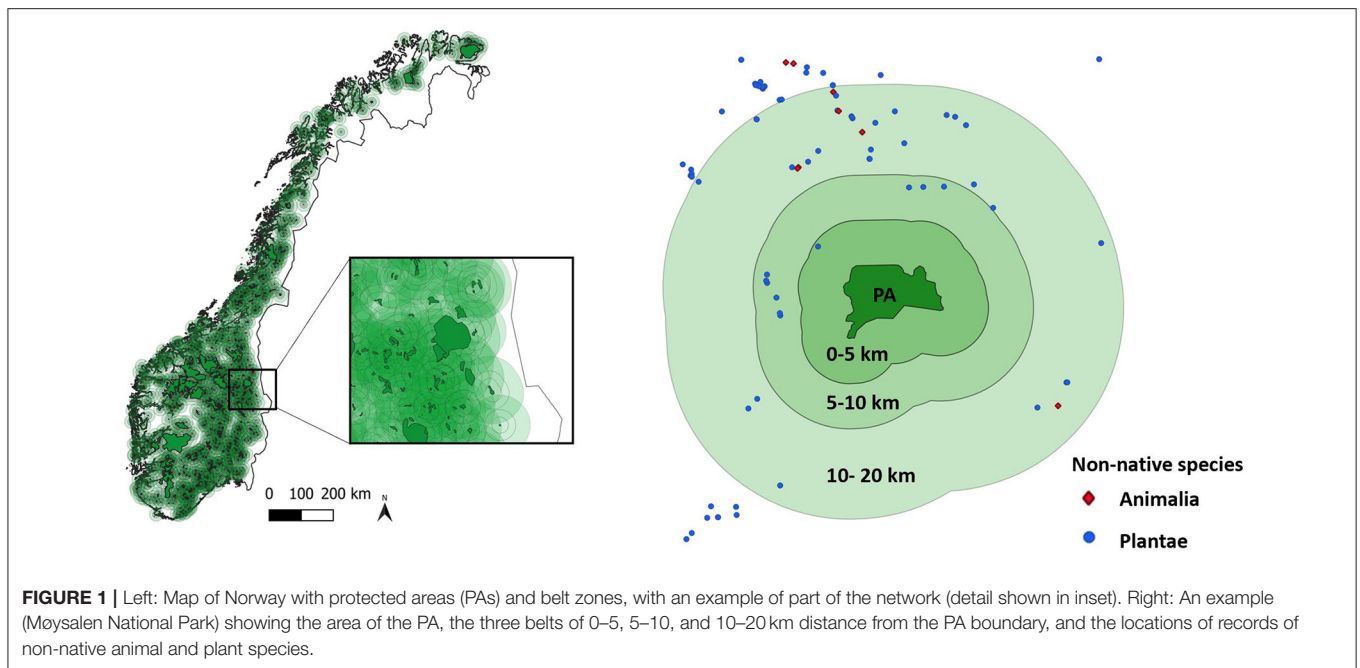 PA
0-5 km
5-10 km
10- 20 km
0 100 200 km
N
Non-native species
Animalia
Plantae
FIGURE 1 | Left: Map of Norway with protected areas (PAs) and belt zones, with an example of part of the network (detail shown in inset). Right: An example
(Møysalen National Park) showing the area of the PA, the three belts of 0–5, 5–10, and 10–20 km distance from the PA boundary, and the locations of records of
non-native animal and plant species.